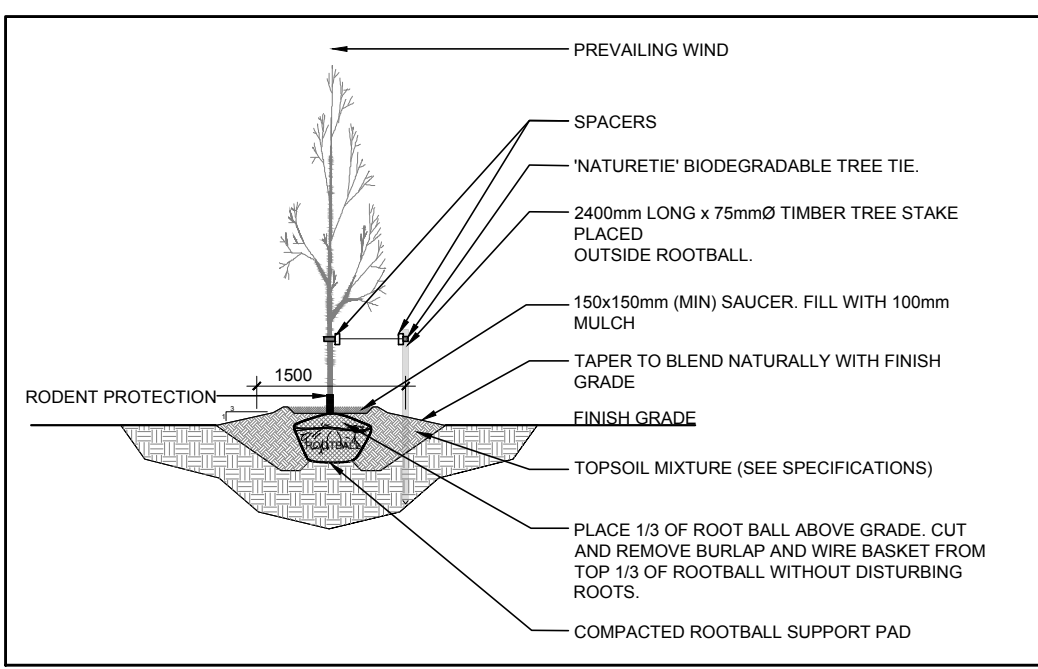 PREVAILING WIND
SPACERS
'NATURETIE' BIODEGRADABLE TREE TIE.
2400mm LONG x 75mmØ TIMBER TREE STAKE
PLACED
OUTSIDE ROOTBALL.
150x150mm (MIN) SAUCER. FILL WITH 100mm
MULCH
TAPER TO BLEND NATURALLY WITH FINISH
GRADE
1500
RODENT PROTECTION
3
1
FINISH GRADE
ROOTBALL
TOPSOIL MIXTURE (SEE SPECIFICATIONS)
PLACE 1/3 OF ROOT BALL ABOVE GRADE. CUT
AND REMOVE BURLAP AND WIRE BASKET FROM
TOP 1/3 OF ROOTBALL WITHOUT DISTURBING
ROOTS.
COMPACTED ROOTBALL SUPPORT PAD